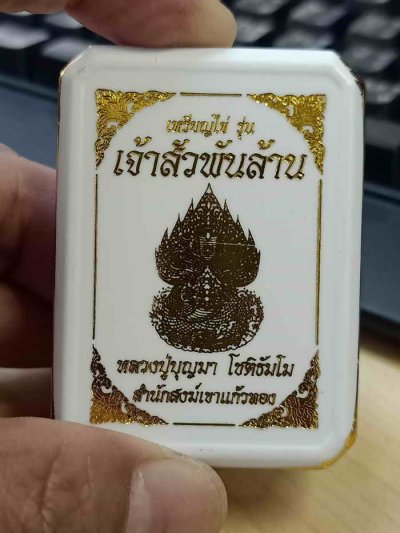 เหรียญไข่ รุ่น
เจ้าสัวพันล้าน
หลวงปู่บุญมา โชติธัมโม
สำนักสงฆ์เขาแก้วทอง